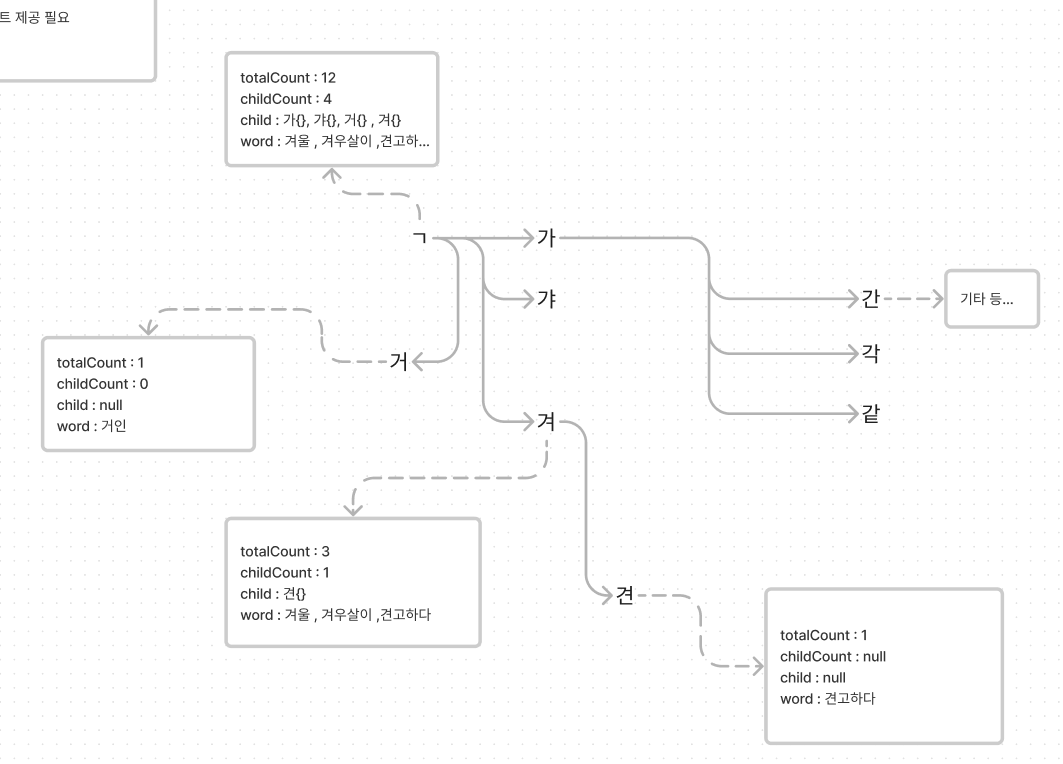 트 제공 필요
totalCount : 12
childCount : 4
child : 가{}, 갸{}, 거{} , 겨{}
word : 겨울 , 겨우살이 ,견고하...
ㄱ
가
갸
간
기타 등...
거
각
totalCount : 1
childCount : 0
child : null
word : 거인
겨
같
totalCount : 3
childCount : 1
child : 견{}
word : 겨울 , 겨우살이 ,견고하다
견
totalCount : 1
childCount : null
child : null
word : 견고하다